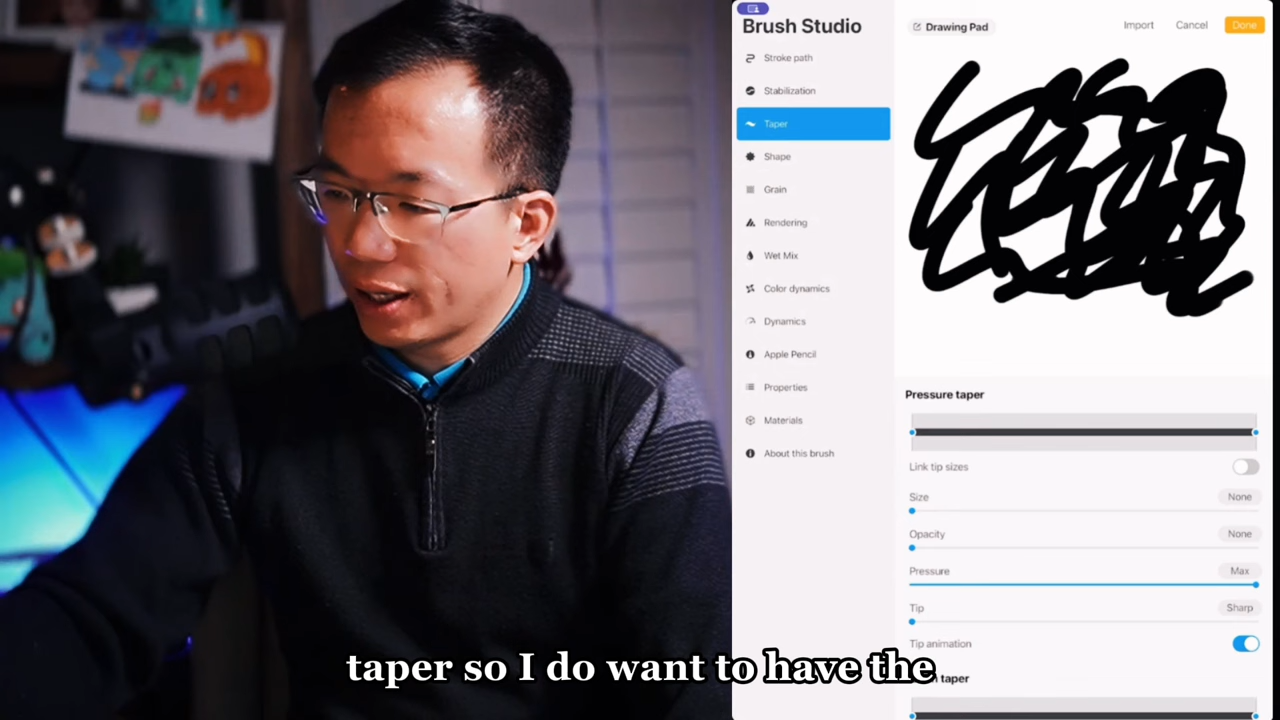 Brush Studio
Drawing Pad
Import
Cancel
Done
Stroke path
Stabilization
Taper
Shape
Grain
Rendering
Wet Mix
Color dynamics
Dynamics
Apple Pencil
Properties
Materials
About this brush
Pressure taper
Link tip sizes
Size
None
Opacity
None
Pressure
Max
Tip
Sharp
Tip animation
taper
taper so I do want to have the